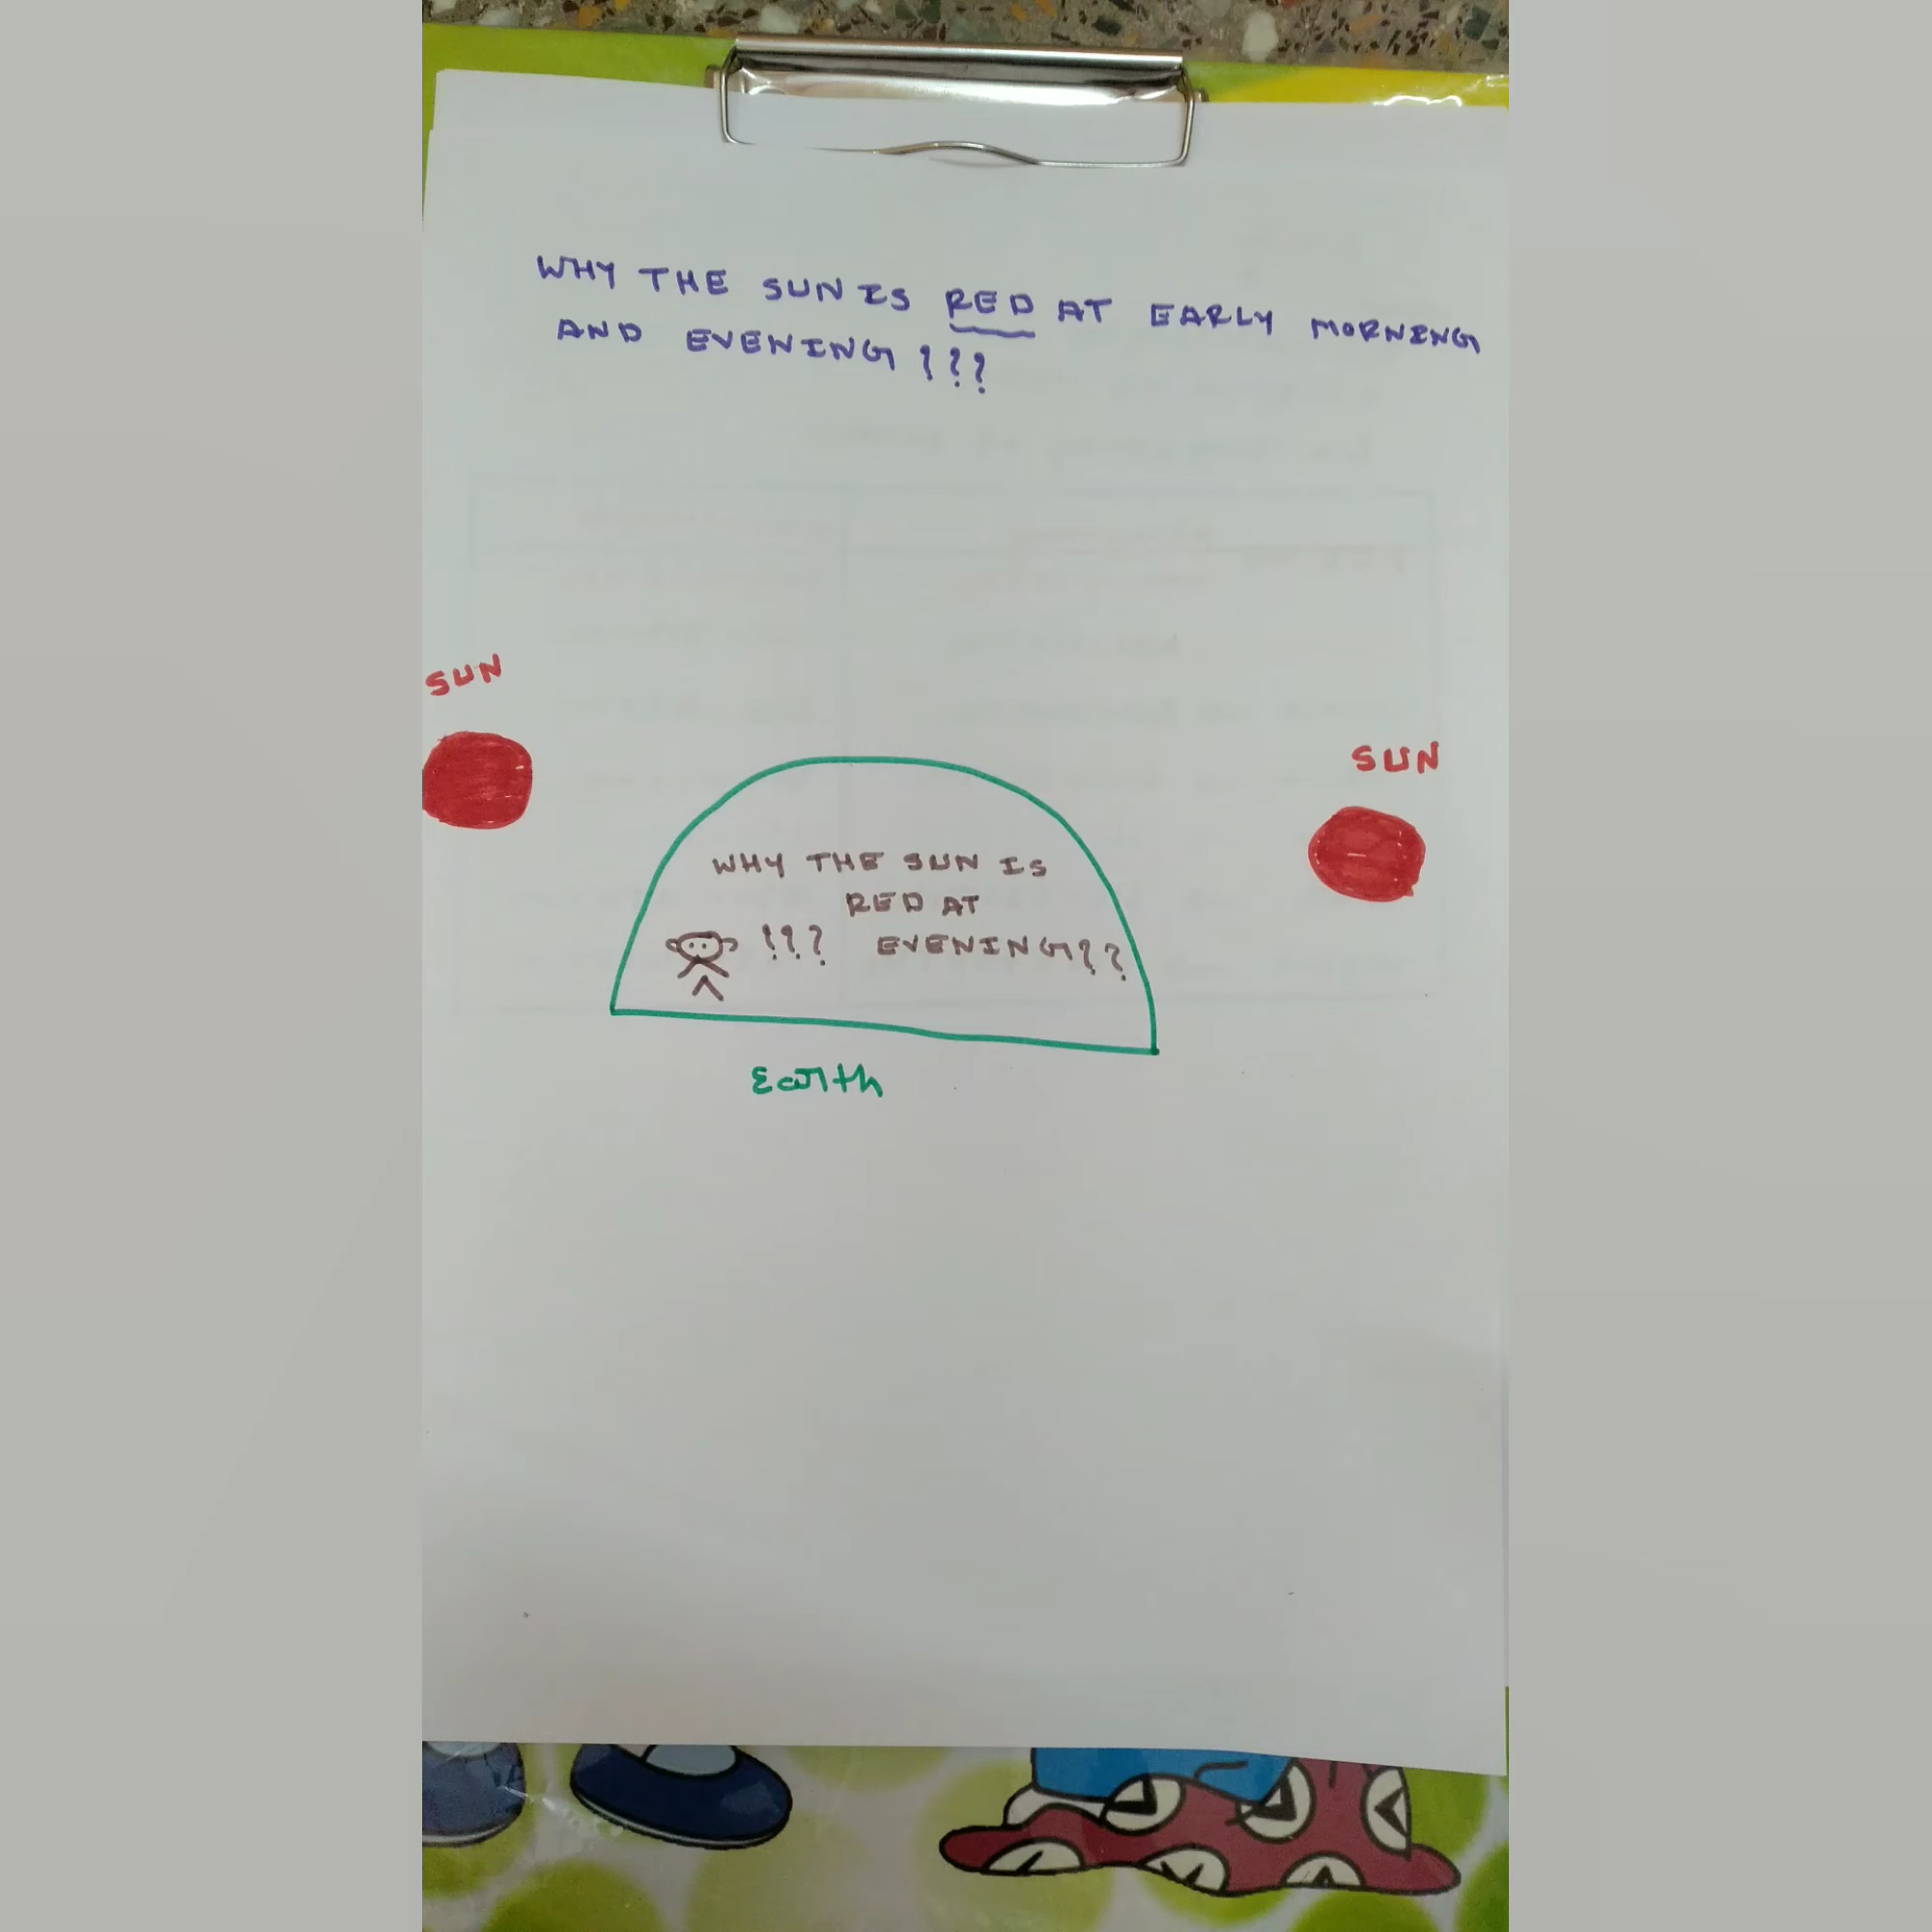 WHY THE SUN IS RED AT EARLY MORNING
AND EVENING???
SUN
SUN
WHY THE SUN IS
RED AT
!??
EVENING??
Earth